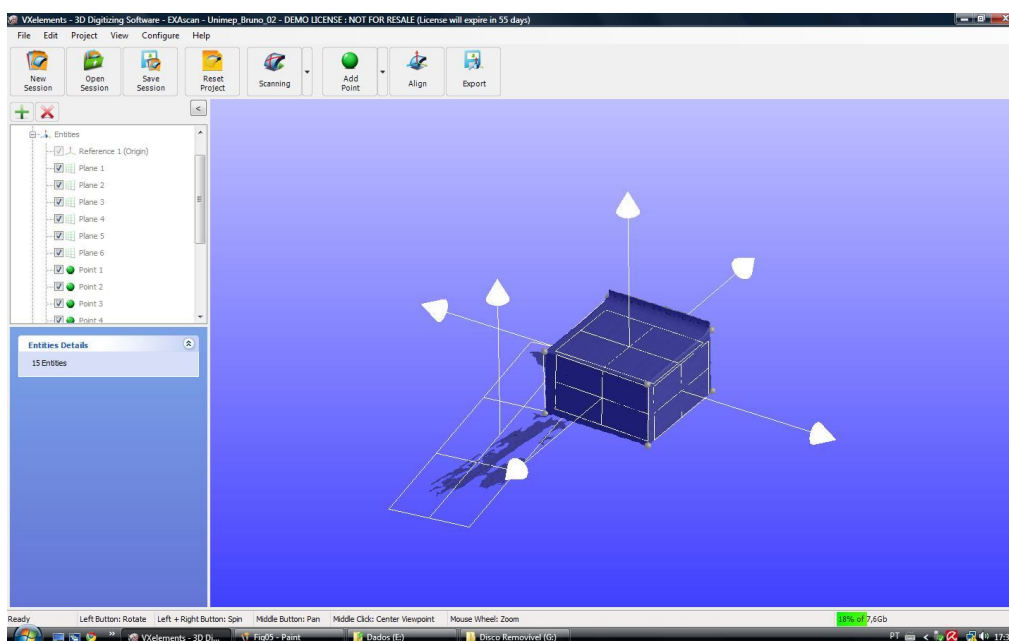 VXelements - 3D Digitizing Software - EXAscan - Unimep_Bruno_02 - DEMO LICENSE : NOT FOR RESALE (License will expire in 55 days)
File Edit Project View Configure Help
New Session
Open Session
Save Session
Reset Project
Scanning
Add Point
Align
Export
<
Entities
Reference 1 (Origin)
Plane 1
Plane 2
Plane 3
Plane 4
Plane 5
Plane 6
Point 1
Point 2
Point 3
Point 4
Entities Details
15 Entities
Ready Left Button: Rotate Left + Right Button: Spin Middle Button: Pan Middle Click: Center Viewpoint Mouse Wheel: Zoom 18% of 7,6Gb
VXelements - 3D Di... Fig05 - Paint Dados (E:) Disco Removível (G:) PT < 17:3